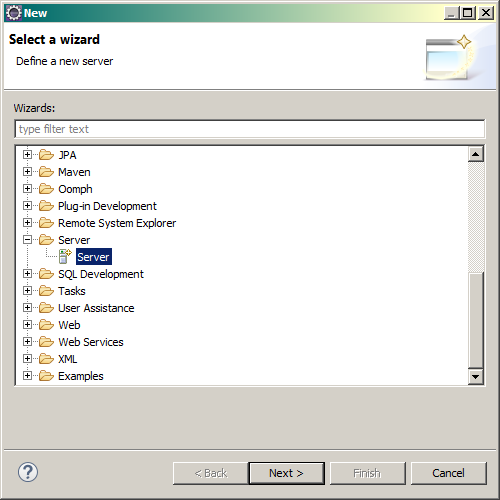 New
Select a wizard
Define a new server
Wizards:
type filter text
JPA
Maven
Oomph
Plug-in Development
Remote System Explorer
Server
Server
SQL Development
Tasks
User Assistance
Web
Web Services
XML
Examples
?
< Back
Next >
Finish
Cancel